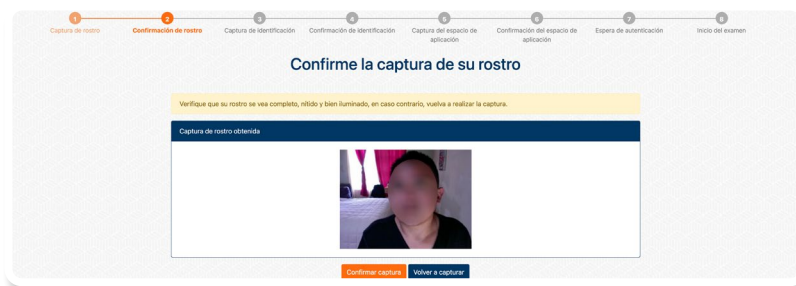 1 2 3 4 5 6 7 8
Captura de rostro Confirmación de rostro Captura de identificación Confirmación de identificación Captura del espacio de Confirmación del espacio de Espera de autenticación Inicio del examen
aplicación aplicación
Confirme la captura de su rostro
Verifique que su rostro se vea completo, nítido y bien iluminado, en caso contrario, vuelva a realizar la captura.
Captura de rostro obtenida
Confirmar captura Volver a capturar